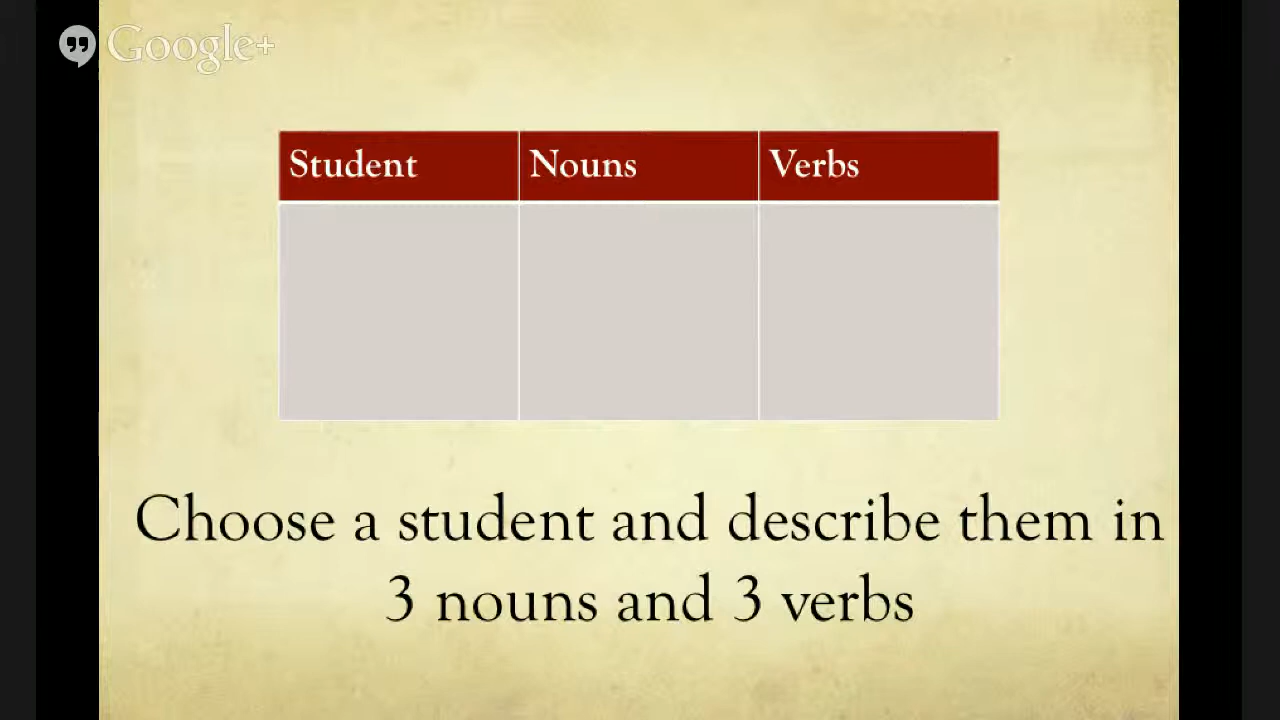 Google+
Student Nouns Verbs
Choose a student and describe them in
3 nouns and 3 verbs